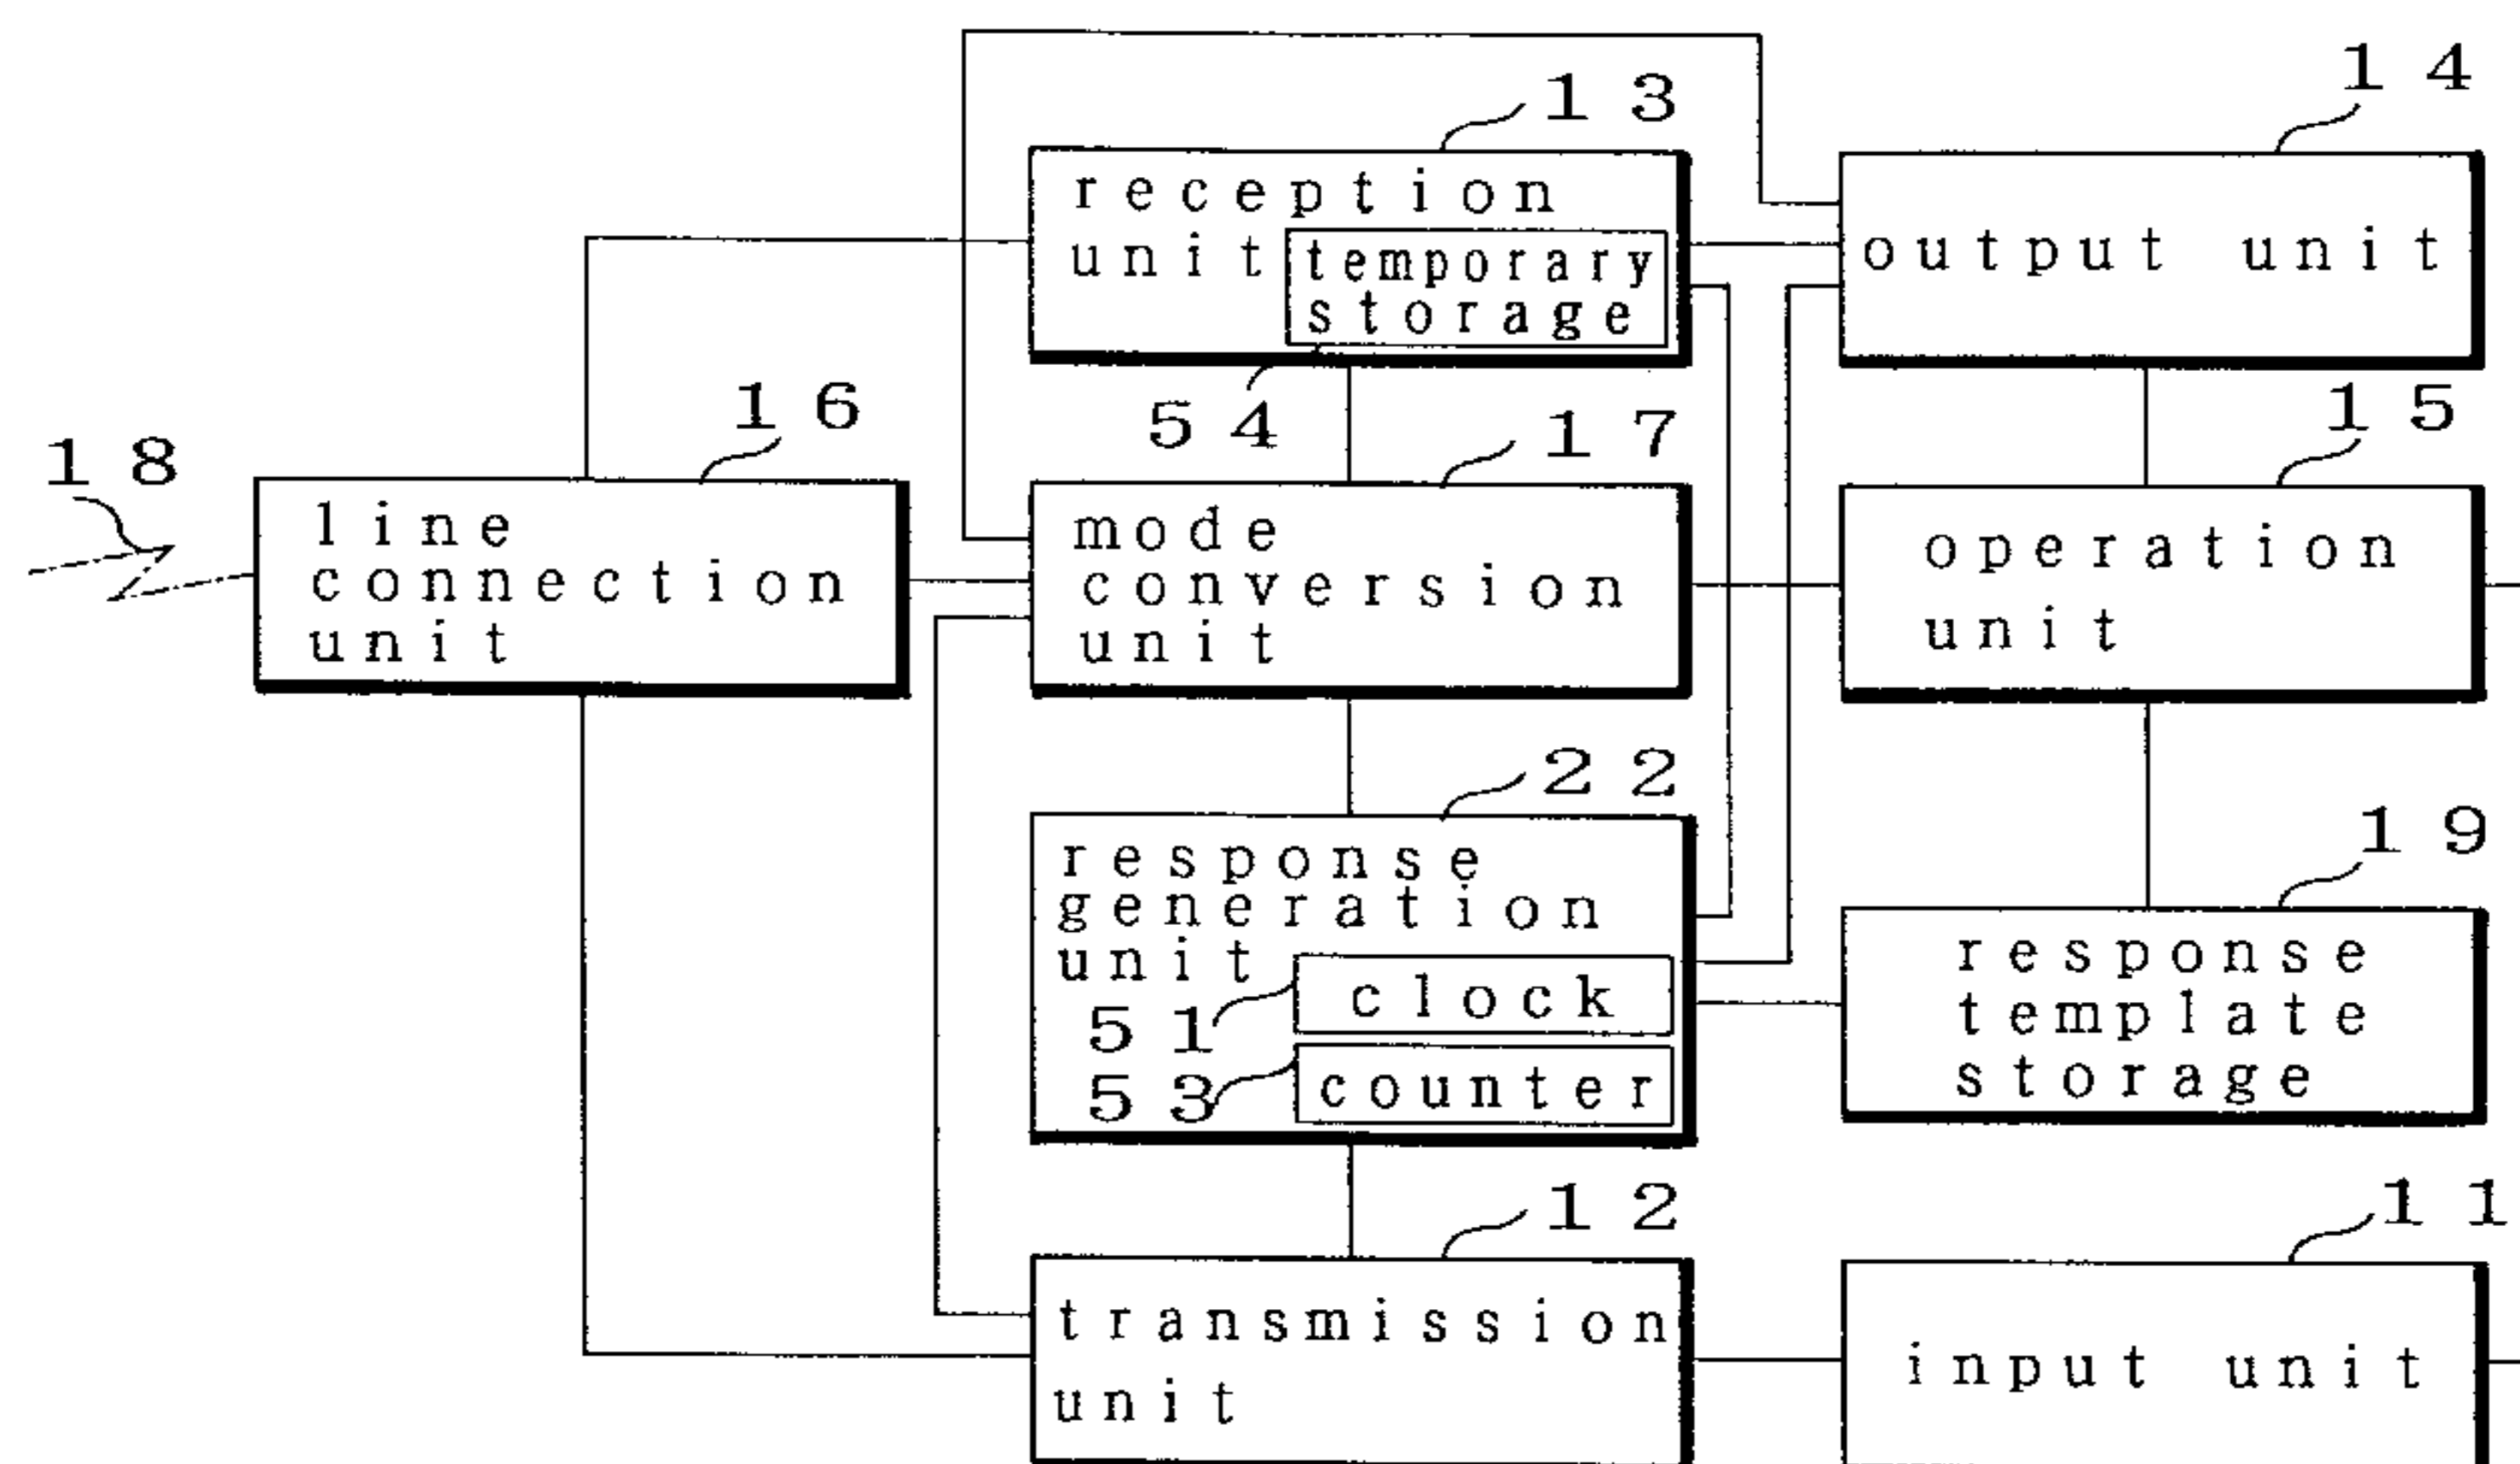 13
14
reception
unit
temporary
storage
output unit
54
16
17
15
18
line
connection
unit
mode
conversion
unit
operation
unit
22
19
response
generation
unit
clock
51
counter
53
response
template
storage
12
11
transmission
unit
input unit